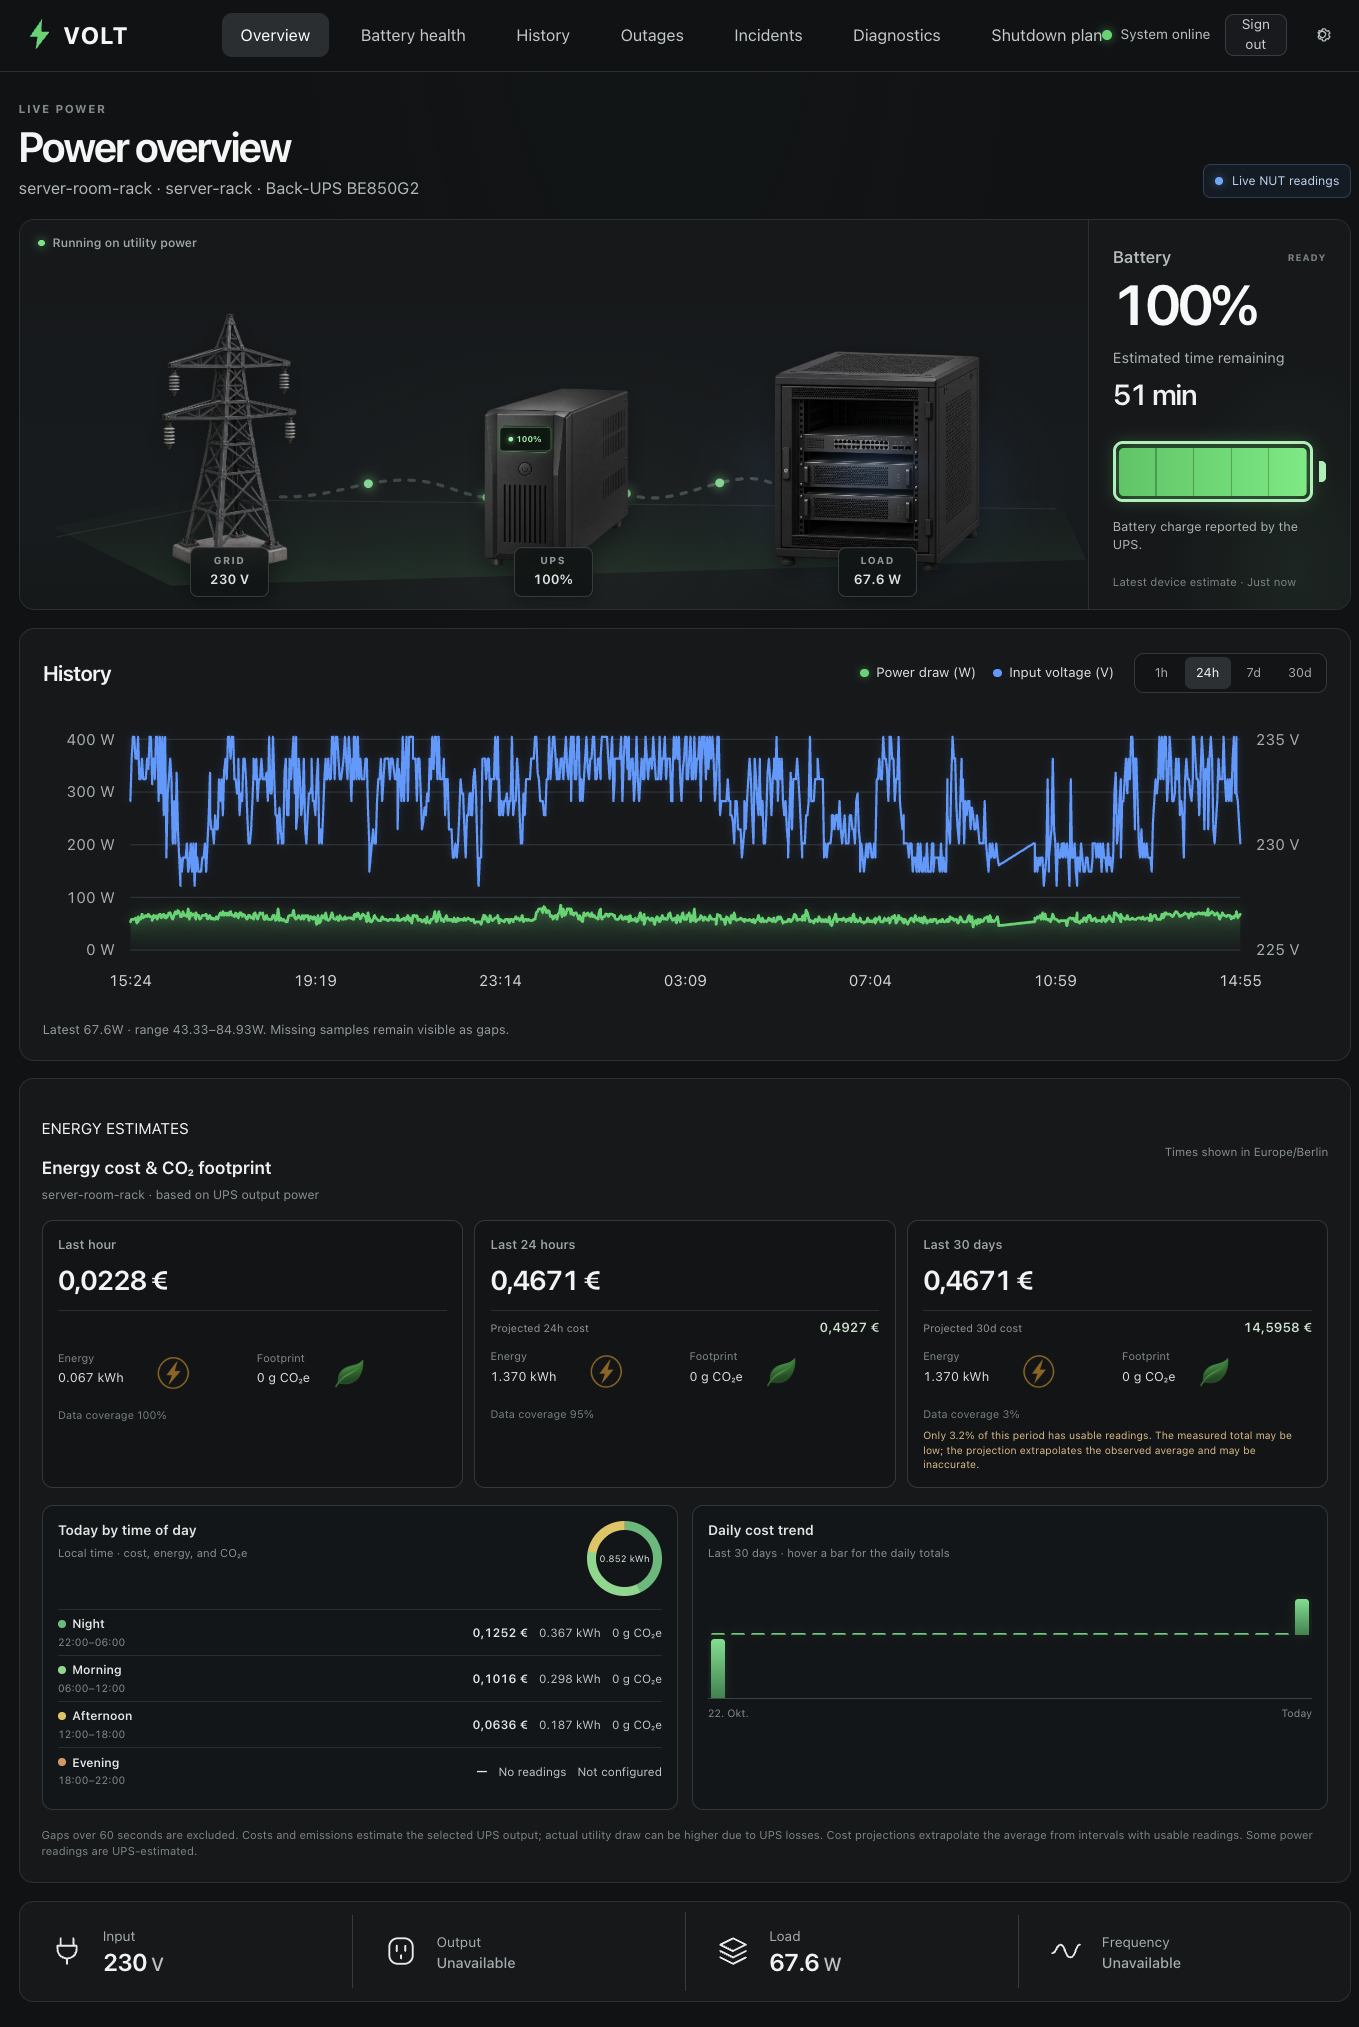 VOLT
Overview
Battery health
History
Outages
Incidents
Diagnostics
Shutdown plan
System online
Sign
out
LIVE POWER
Power overview
server-room-rack · server-rack · Back-UPS BE850G2
Live NUT readings
Running on utility power
100%
GRID
230 V
UPS
100%
LOAD
67.6 W
Battery
READY
100%
Estimated time remaining
51 min
Battery charge reported by the
UPS.
Latest device estimate · Just now
History
Power draw (W)
Input voltage (V)
1h
24h
7d
30d
400 W
300 W
200 W
100 W
0 W
235 V
230 V
225 V
15:24
19:19
23:14
03:09
07:04
10:59
14:55
Latest 67.6W · range 43.33–84.93W. Missing samples remain visible as gaps.
ENERGY ESTIMATES
Energy cost & CO₂ footprint
server-room-rack · based on UPS output power
Times shown in Europe/Berlin
Last hour
0,0228 €
Energy
0.067 kWh
Footprint
0 g CO₂e
Data coverage 100%
Last 24 hours
0,4671 €
Projected 24h cost
0,4927 €
Energy
1.370 kWh
Footprint
0 g CO₂e
Data coverage 95%
Last 30 days
0,4671 €
Projected 30d cost
14,5958 €
Energy
1.370 kWh
Footprint
0 g CO₂e
Data coverage 3%
Only 3.2% of this period has usable readings. The measured total may be
low; the projection extrapolates the observed average and may be
inaccurate.
Today by time of day
Local time · cost, energy, and CO₂e
0.852 kWh
Night
22:00–06:00
0,1252 € 0.367 kWh 0 g CO₂e
Morning
06:00–12:00
0,1016 € 0.298 kWh 0 g CO₂e
Afternoon
12:00–18:00
0,0636 € 0.187 kWh 0 g CO₂e
Evening
18:00–22:00
— No readings Not configured
Daily cost trend
Last 30 days · hover a bar for the daily totals
22. Okt.
Today
Gaps over 60 seconds are excluded. Costs and emissions estimate the selected UPS output; actual utility draw can be higher due to UPS losses. Cost projections extrapolate the average from intervals with usable readings. Some power
readings are UPS-estimated.
Input
230 V
Output
Unavailable
Load
67.6 W
Frequency
Unavailable